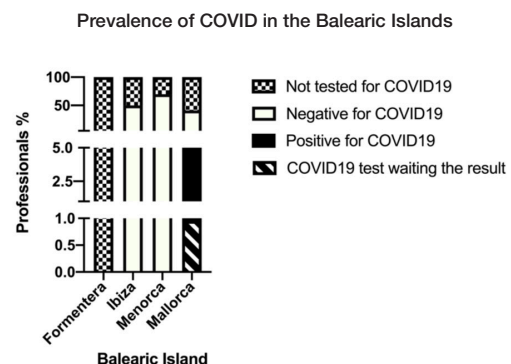 Prevalence of COVID in the Balearic Islands
100
50
5.0
2.5
1.0
0.5
0.0
Professionals %
Formentera
Ibiza
Menorca
Mallorca
Balearic Island
Not tested for COVID19
Negative for COVID19
Positive for COVID19
COVID19 test waiting the result